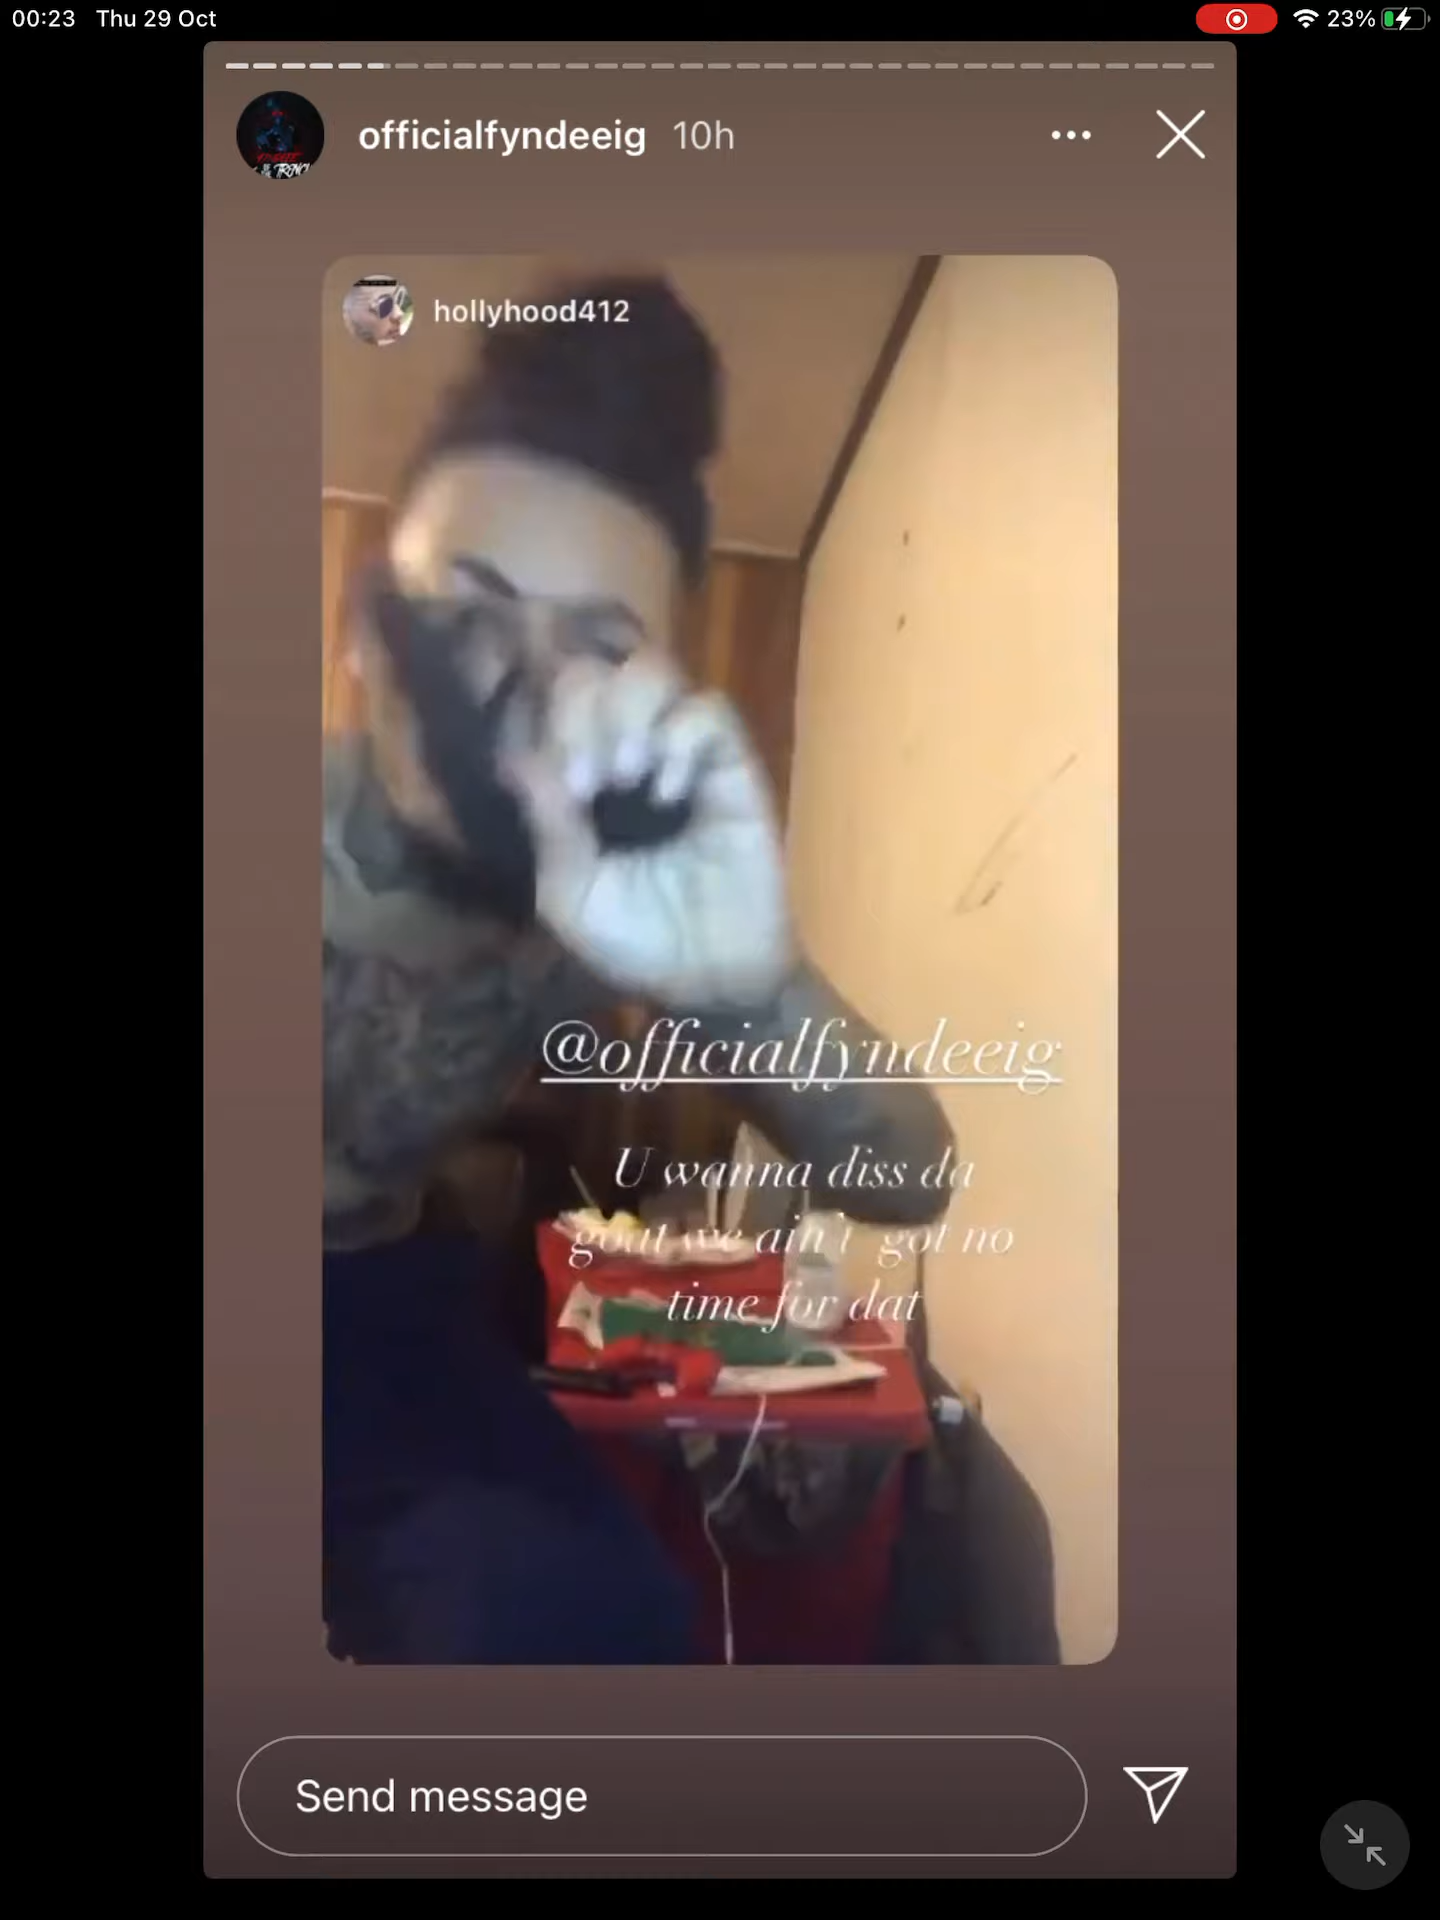 00:23 Thu 29 Oct
23%
officialfyndeeig 10h
hollyhood412
@officialfyndeeig
U wanna diss da
gout we ain't got no
time for dat
Send message